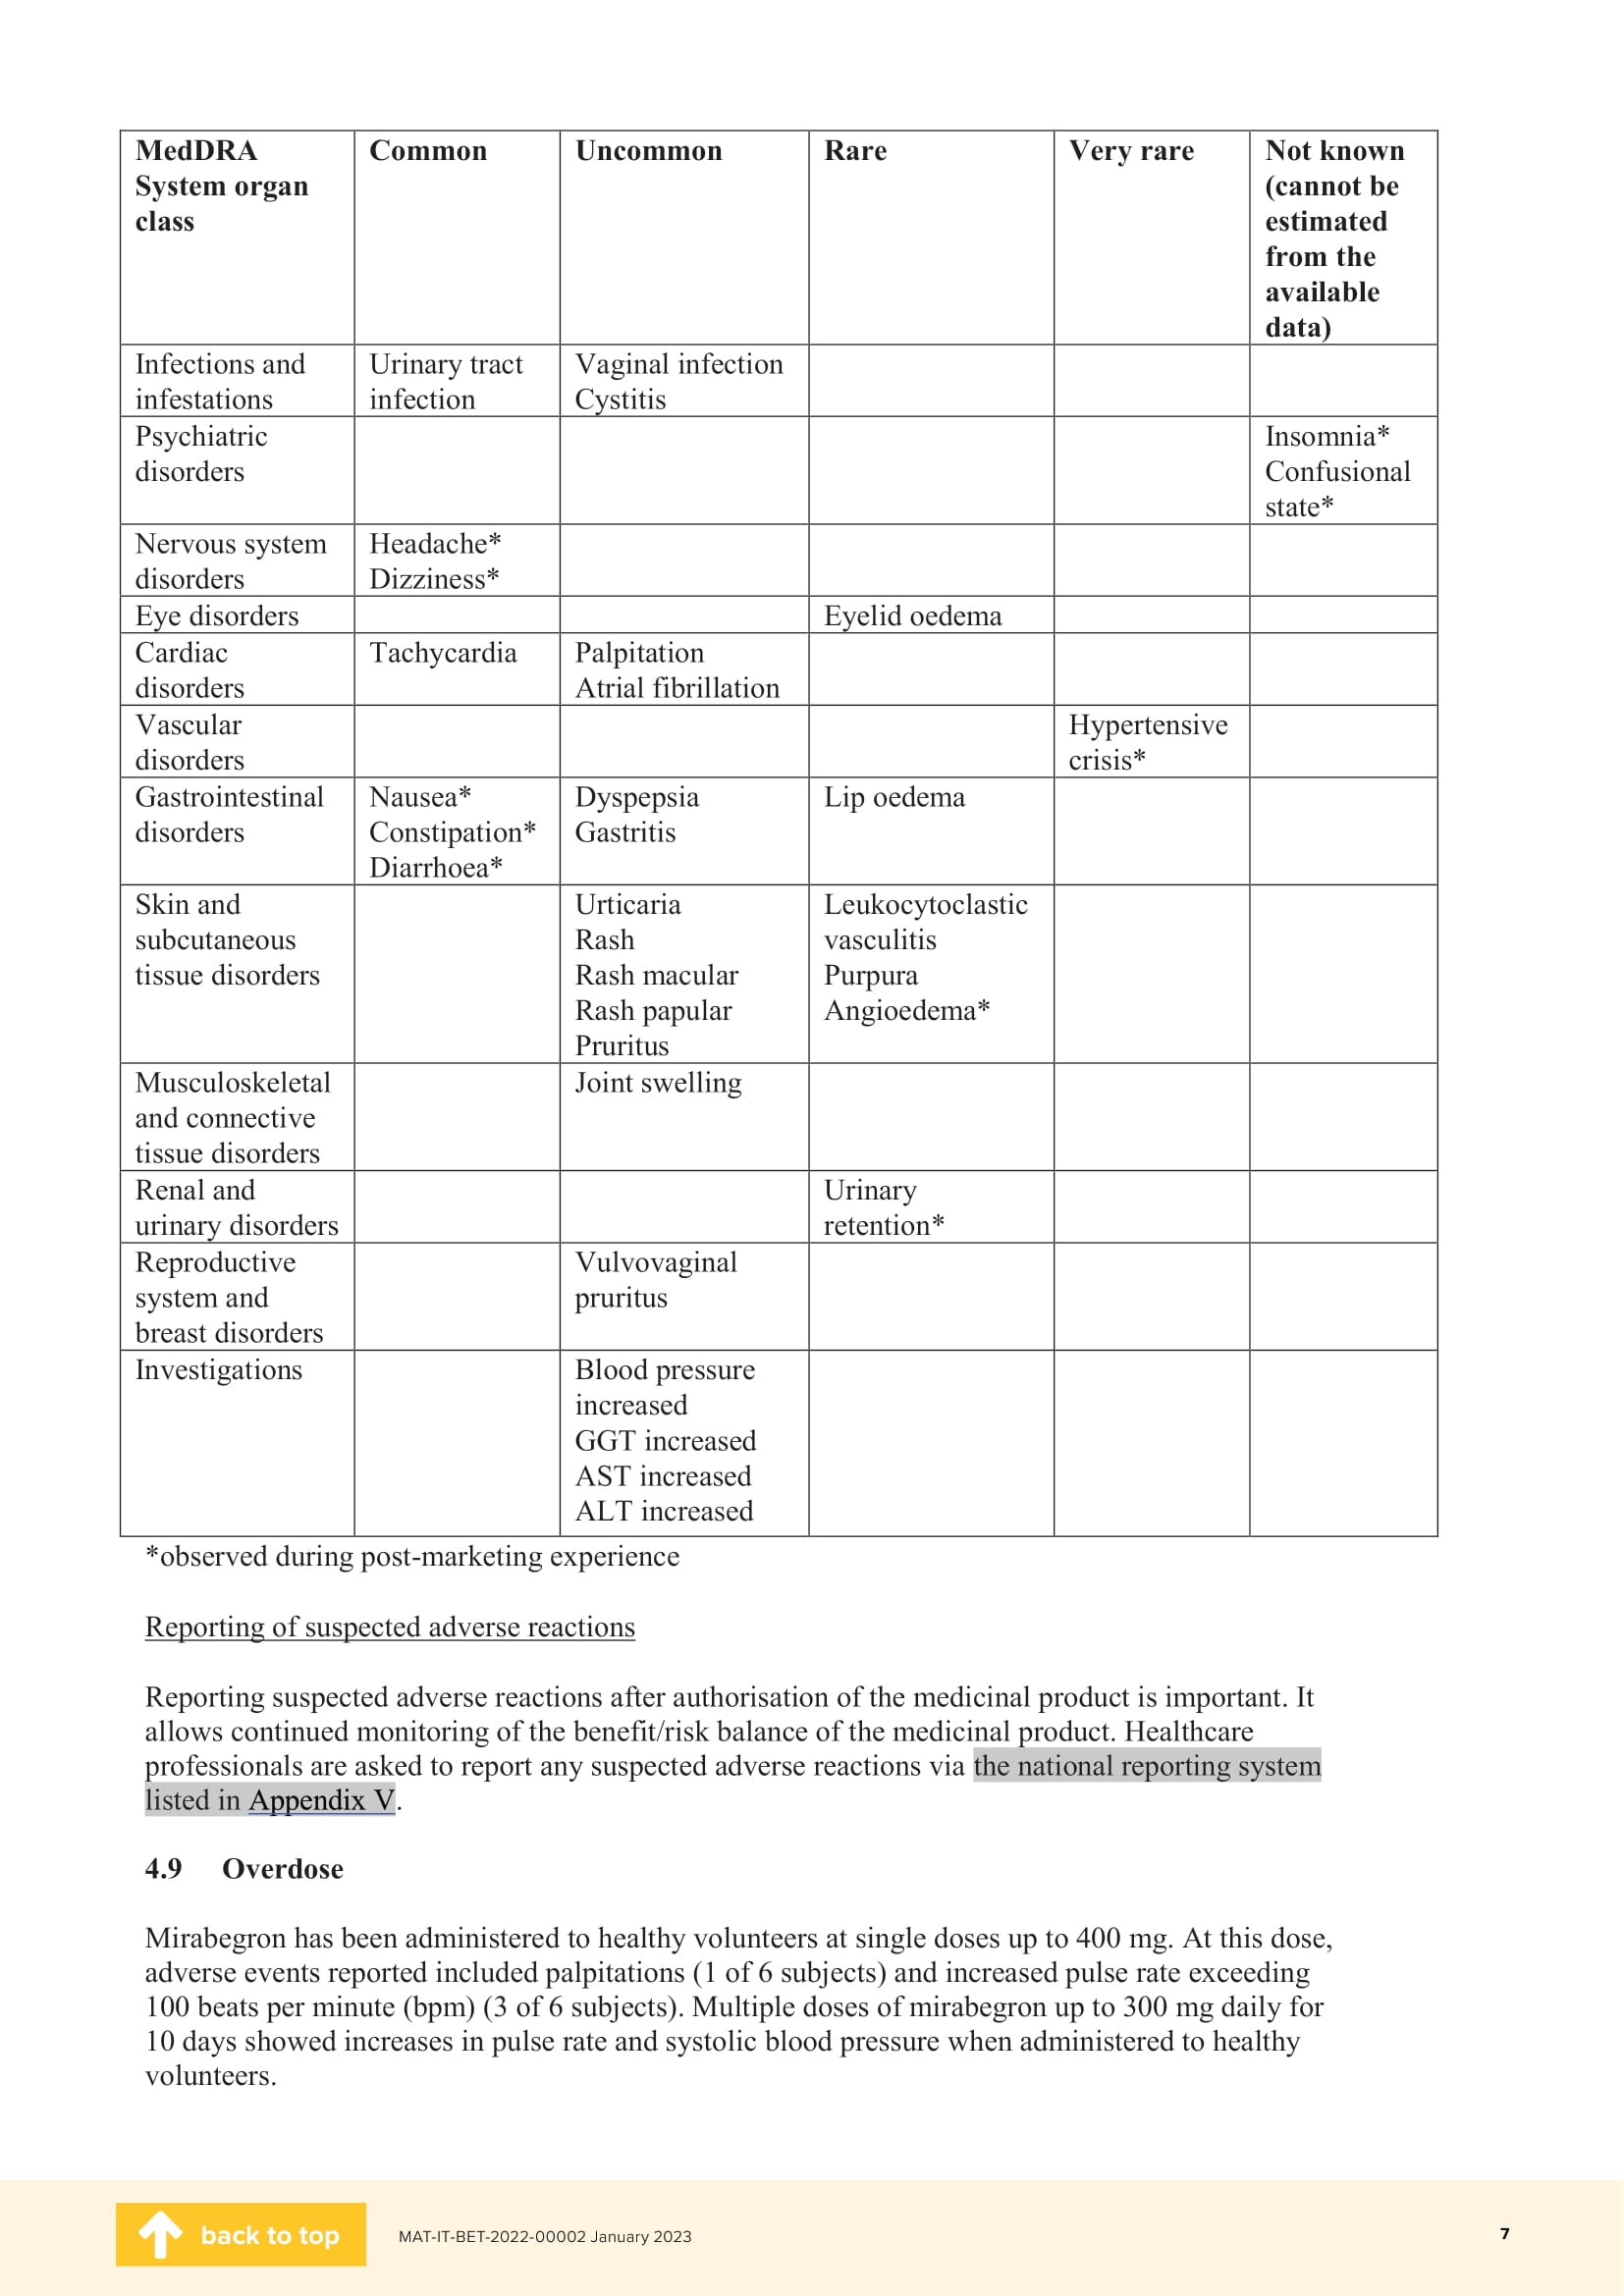 MedDRA
System organ
class
Common
Uncommon
Rare
Very rare
Not known
(cannot be
estimated
from the
available
data)
Infections and
infestations
Urinary tract
infection
Vaginal infection
Cystitis
Psychiatric
disorders
Insomnia*
Confusional
state*
Nervous system
disorders
Headache*
Dizziness*
Eye disorders
Eyelid oedema
Cardiac
disorders
Tachycardia
Palpitation
Atrial fibrillation
Vascular
disorders
Hypertensive
crisis*
Gastrointestinal
disorders
Nausea*
Constipation*
Diarrhoea*
Dyspepsia
Gastritis
Lip oedema
Skin and
subcutaneous
tissue disorders
Urticaria
Rash
Rash macular
Rash papular
Pruritus
Leukocytoclastic
vasculitis
Purpura
Angioedema*
Musculoskeletal
and connective
tissue disorders
Joint swelling
Renal and
urinary disorders
Urinary
retention*
Reproductive
system and
breast disorders
Vulvovaginal
pruritus
Investigations
Blood pressure
increased
GGT increased
AST increased
ALT increased
*observed during post-marketing experience
Reporting of suspected adverse reactions
Reporting suspected adverse reactions after authorisation of the medicinal product is important. It
allows continued monitoring of the benefit/risk balance of the medicinal product. Healthcare
professionals are asked to report any suspected adverse reactions via the national reporting system
listed in Appendix V.
4.9 Overdose
Mirabegron has been administered to healthy volunteers at single doses up to 400 mg. At this dose,
adverse events reported included palpitations (1 of 6 subjects) and increased pulse rate exceeding
100 beats per minute (bpm) (3 of 6 subjects). Multiple doses of mirabegron up to 300 mg daily for
10 days showed increases in pulse rate and systolic blood pressure when administered to healthy
volunteers.
back to top
MAT-IT-BET-2022-00002 January 2023
7